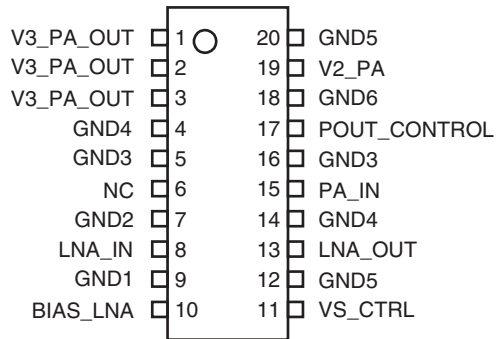 V3_PA_OUT 1 20 GND5
V3_PA_OUT 2 19 V2_PA
V3_PA_OUT 3 18 GND6
GND4 4 17 POUT_CONTROL
GND3 5 16 GND3
NC 6 15 PA_IN
GND2 7 14 GND4
LNA_IN 8 13 LNA_OUT
GND1 9 12 GND5
BIAS_LNA 10 11 VS_CTRL